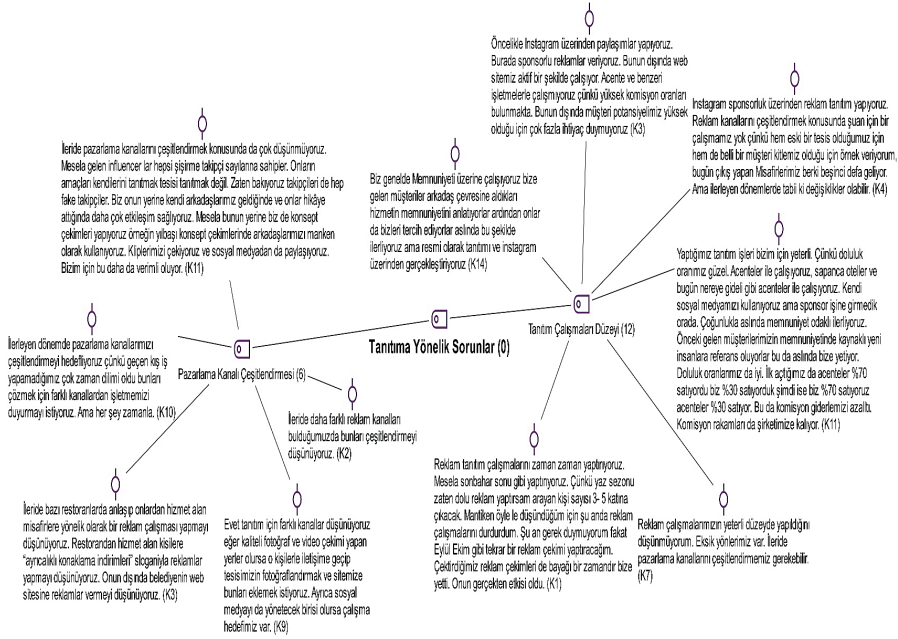 Öncelikle Instagram üzerinden paylaşımlar yapıyoruz.
Burada sponsorlu reklamlar veriyoruz. Bunun dışında web
sitemiz aktif bir şekilde çalışıyor. Acente ve benzeri
işletmelerle çalışmıyoruz çünkü yüksek komisyon oranları
bulunmakta. Bunun dışında müşteri potansiyelimiz yüksek
olduğu için çok fazla ihtiyaç duymuyoruz (K3)
Instagram sponsorluk üzerinden reklam tanıtım yapıyoruz.
Reklam kanallarını çeşitlendirmek konusunda şuan için bir
çalışmamız yok çünkü hem eski bir tesis olduğumuz için
hem de belli bir müşteri kitlemiz olduğu için örnek veriyorum,
bugün çıkış yapan Misafirlerimiz berki beşinci defa geliyor.
Ama ilerleyen dönemlerde tabii ki değişiklikler olabilir. (K4)
İleride pazarlama kanallarını çeşitlendirmek konusunda da çok düşünmüyoruz.
Mesela gelen influencer lar hepsi şişirme takipçi sayılarına sahipler. Onların
amaçları kendilerini tanıtmak tesisi tanıtmak değil. Zaten bakıyoruz takipçileri de hep
fake takipçiler. Biz onun yerine kendi arkadaşlarımız geldiğinde ve onlar hikâye
attığında daha çok etkileşim sağlıyoruz. Mesela bunun yerine biz de konsept
çekimleri yapıyoruz örneğin yılbaşı konsept çekimlerinde arkadaşlarımızı manken
olarak kullanıyoruz. Kliplerimizi çekiyoruz ve sosyal medyadan da paylaşıyoruz.
Bizim için bu daha da verimli oluyor. (K11)
Biz genelde Memnuniyeti üzerine çalışıyoruz bize
gelen müşteriler arkadaş çevresine aldıkları
hizmetin memnuniyetini anlatıyorlar ardından onlar
da bizleri tercih ediyorlar aslında bu şekilde
ilerliyoruz ama resmi olarak tanıtımı ve instagram
üzerinden gerçekleştiriyoruz (K14)
Yaptığımız tanıtım işleri bizim için yeterli. Çünkü doluluk
oranımız güzel. Acenteler ile çalışıyoruz, sapanca oteller ve
bugün nereye gideli gibi acenteler ile çalışıyoruz. Kendi
sosyal medyamızı kullanıyoruz ama sponsor işine girmedik
orada. Çoğunlukla aslında memnuniyet odaklı ilerliyoruz.
Önceki gelen müşterilerimizin memnuniyetinde kaynaklı yeni
insanlara referans oluyorlar bu da aslında bize yetiyor.
Doluluk oranlarımız da iyi. İlk açtığımız da acenteler %70
satıyordu biz %30 satıyorduk şimdi ise biz %70 satıyoruz
acenteler %30 satıyor. Bu da komisyon giderlerimizi azalttı.
Komisyon rakamları da şirketimize kalıyor. (K11)
Tanıtım Çalışmaları Düzeyi (12)
Tanıtıma Yönelik Sorunlar (0)
Pazarlama Kanalı Çeşitlendrmesi (6)
İlerleyen dönemde pazarlama kanallarımızı
çeşitlendirmeyi hedefliyoruz çünkü geçen kış iş
yapamadığımız çok zaman dilimi oldu bunları
çözmek için farklı kanallardan işletmemizi
duyurmayı istiyoruz. Ama her şey zamanla. (K10)
İleride daha farklı reklam kanalları
bulduğumuzda bunları çeşitlendirmeyi
düşünüyoruz. (K2)
İleride bazı restoranlarda anlaşıp onlardan hizmet alan
misafirlere yönelik olarak bir reklam çalışması yapmayı
düşünüyoruz. Restorandan hizmet alan kişilere
“ayrıcalıklı konaklama indirimleri” sloganıyla reklamlar
yapmayı düşünüyoruz. Onun dışında belediyenin web
sitesine reklamlar vermeyi düşünüyoruz. (K3)
Evet tanıtım için farklı kanallar düşünüyoruz
eğer kaliteli fotoğraf ve video çekimi yapan
yerler olursa o kişilerle iletişime geçip
tesisimizin fotoğraflandırmak ve sitemize
bunları eklemek istiyoruz. Ayrıca sosyal
medyayı da yönetecek birisi olursa çalışma
hedefimiz var. (K9)
Reklam tanıtım çalışmalarını zaman zaman yaptırıyoruz.
Mesela sonbahar sonu gibi yaptırıyoruz. Çünkü yaz sezonu
zaten dolu reklam yaptırsam arayan kişi sayısı 3- 5 katına
çıkacak. Mantiken öyle le düşündüğüm için şu anda reklam
çalışmalarını durdurdum. Şu an gerek duymuyorum fakat
Eylül Ekim gibi tekrar bir reklam çekimi yaptıracağım.
Çektirdiğimiz reklam çekimleri de bayağı bir zamandır bize
yetti. Onun gerçekten etkisi oldu. (K1)
Reklam çalışmalarımızın yeterli düzeyde yapıldığını
düşünmüyorum. Eksik yönlerimiz var. İleride
pazarlama kanallarını çeşitlendirmemiz gerekebilir.
(K7)